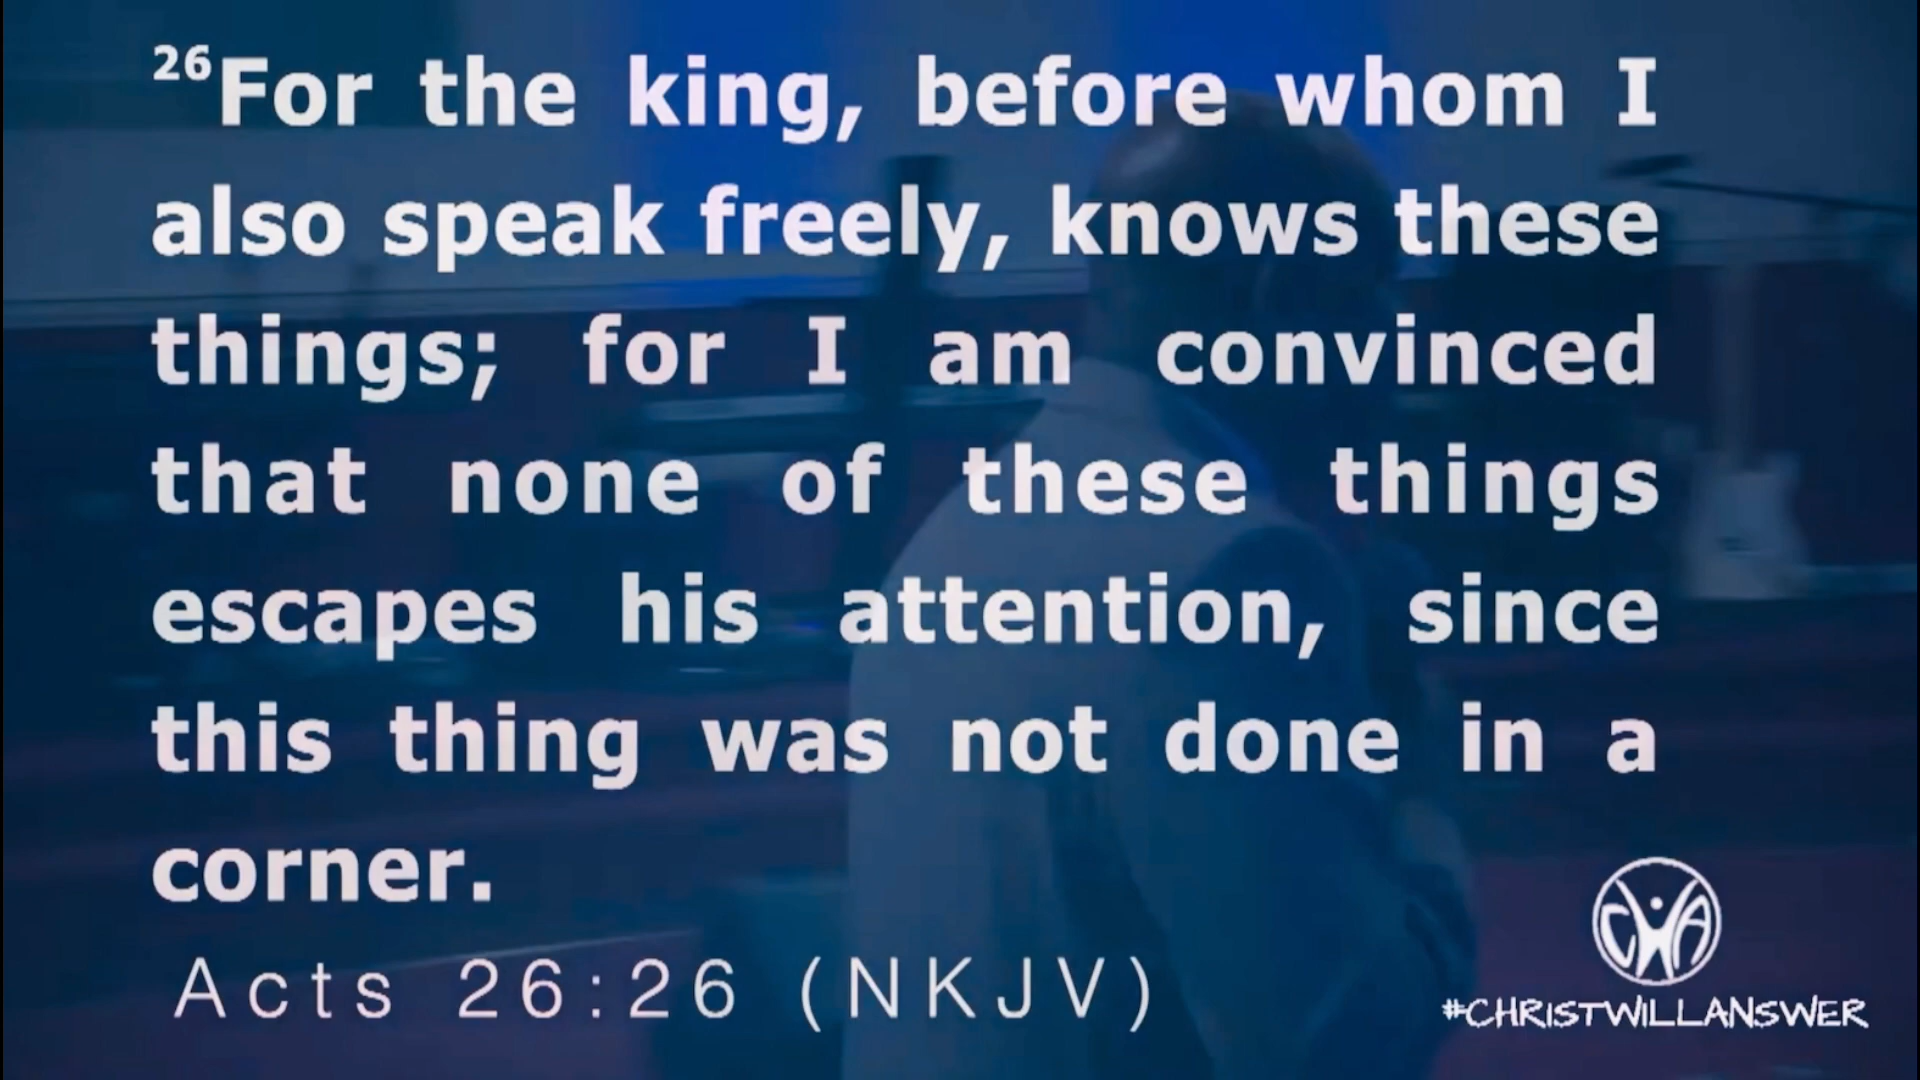 26For the king, before whom I
also speak freely, knows these
things; for I am convinced
that none of these things
escapes his attention, since
this thing was not done in a
corner.
Acts 26:26 (NKJV)
CWA
#CHRISTWILLANSWER